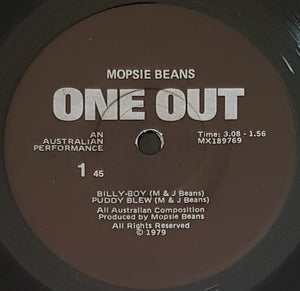 MOPSIE BEANS
ONE OUT
AN
AUSTRALIAN
PERFORMANCE
Time: 3.08 - 1.56
MX189769
1 45
BILLY-BOY (M & J Beans)
PUDDY BLEW (M & J Beans)
All Australian Composition
Produced by Mopsie Beans
All Rights Reserved
© 1979